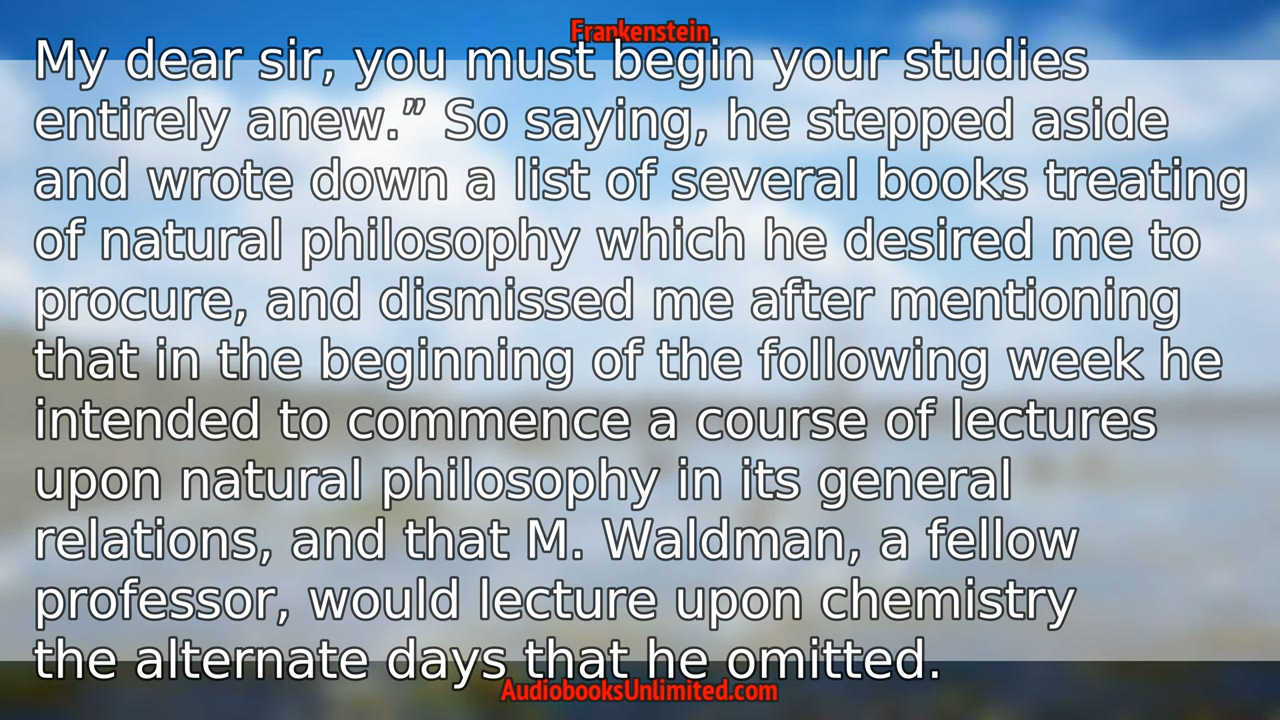 Frankenstein
My dear sir, you must begin your studies
entirely anew.” So saying, he stepped aside
and wrote down a list of several books treating
of natural philosophy which he desired me to
procure, and dismissed me after mentioning
that in the beginning of the following week he
intended to commence a course of lectures
upon natural philosophy in its general
relations, and that M. Waldman, a fellow
professor, would lecture upon chemistry
the alternate days that he omitted.
AudiobooksUnlimited.com